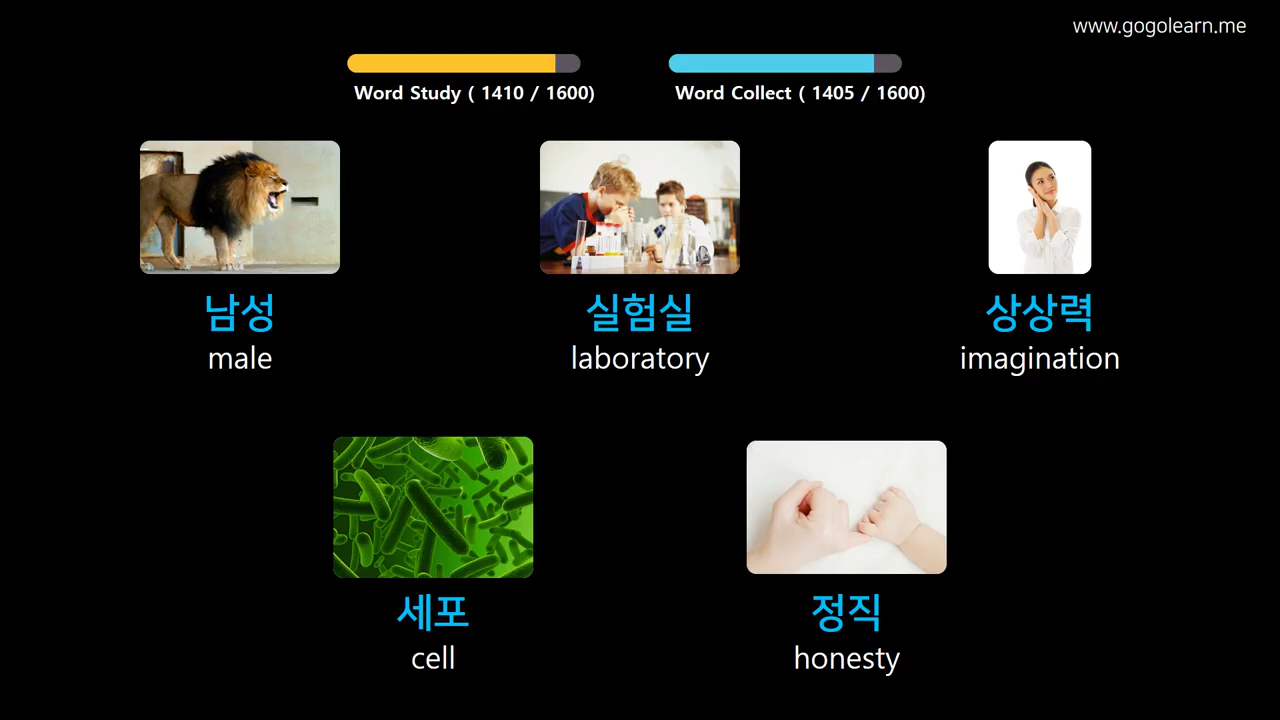 www.gogolearn.me
Word Study ( 1410 / 1600)
Word Collect ( 1405 / 1600)
남성
male
실험실
laboratory
상상력
imagination
세포
cell
정직
honesty